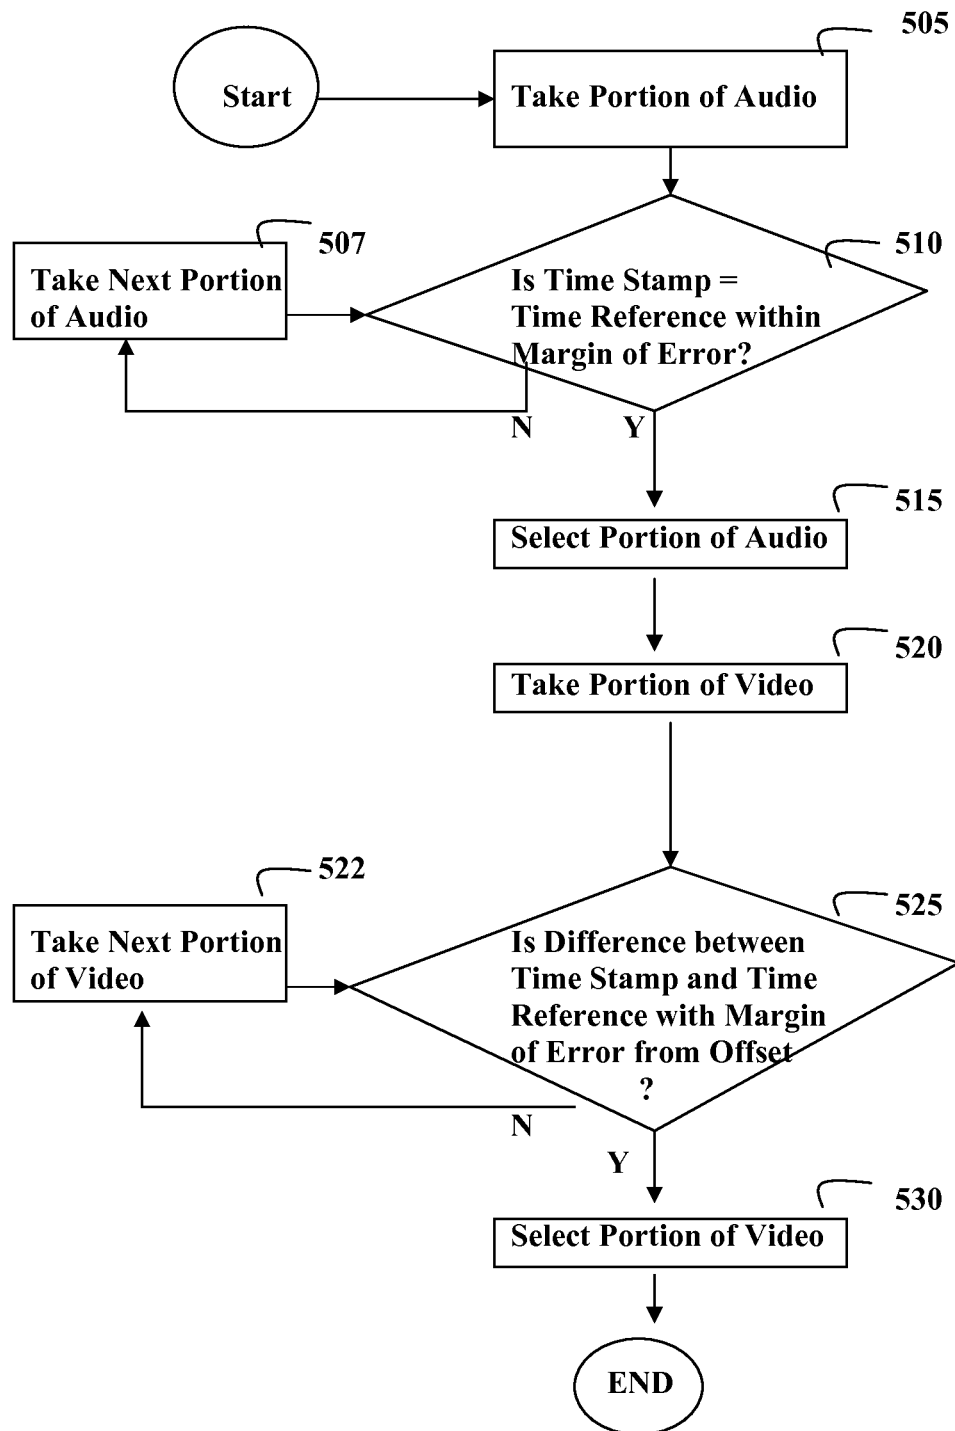 505
Start
Take Portion of Audio
507
510
Take Next Portion
of Audio
Is Time Stamp =
Time Reference within
Margin of Error?
N
Y
515
Select Portion of Audio
520
Take Portion of Video
522
525
Take Next Portion
of Video
Is Difference between
Time Stamp and Time
Reference with Margin
of Error from Offset
?
N
Y
530
Select Portion of Video
END